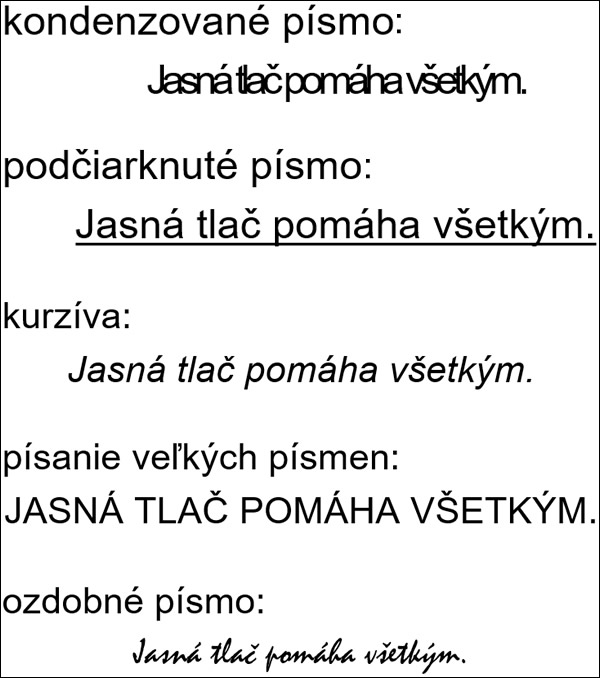 kondenzované písmo:
Jasná tlač pomáha všetkým.
podčiarknuté písmo:
Jasná tlač pomáha všetkým.
kurzíva:
Jasná tlač pomáha všetkým.
písanie veľkých písmen:
JASNÁ TLAČ POMÁHA VŠETKÝM.
ozdobné písmo:
Jasná tlač pomáha všetkým.